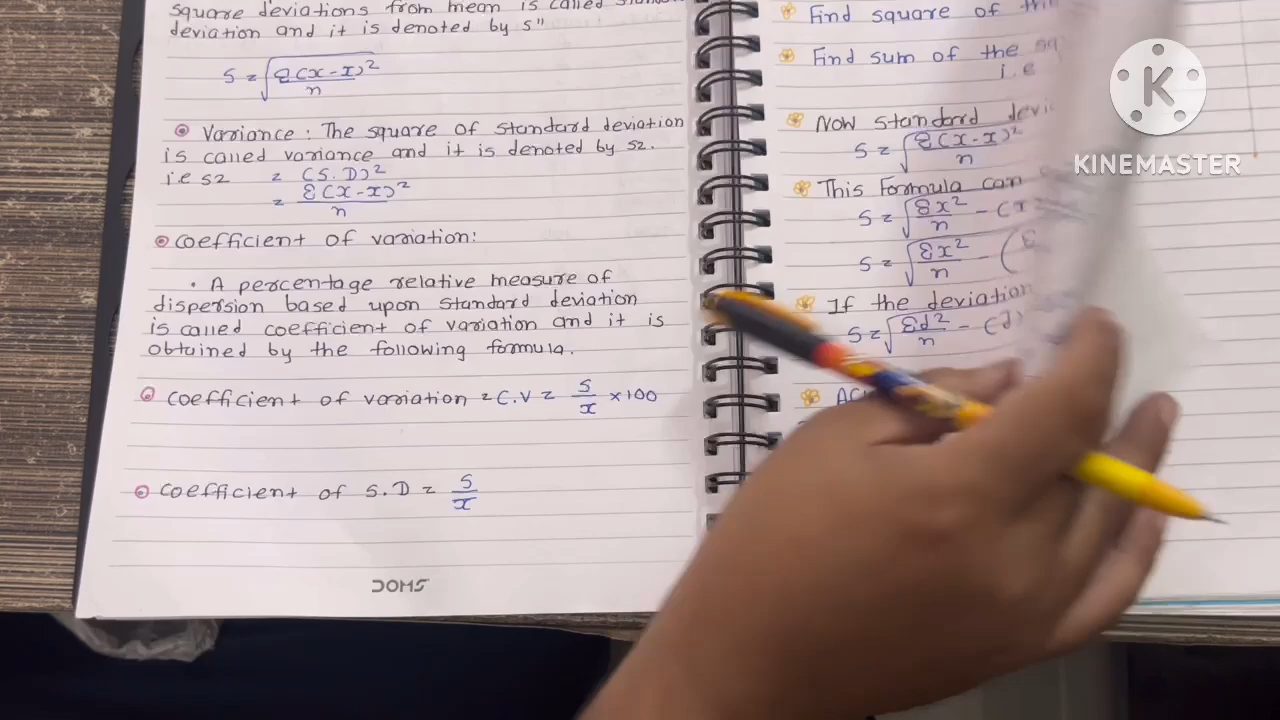 square deviations from mean is called
deviation and it is denoted by s"
S = √Σ(x-x̄)²/n
Variance : The square of standard deviation
is called variance and it is denoted by s2.
i.e s2 = (S.D)²
= Σ(x-x̄)²/n
Coefficient of variation:
. A percentage relative measure of
dispersion based upon standard deviation
is called coefficient of variation and it is
obtained by the following formula.
Coefficient of variation = C.V = S/x̄ ×100
Coefficient of S.D = S/x̄
DOMS
Find square of
Find sum of the
i.e
Now standard
S = √Σ(x-x̄)²/n
This Formula can
S = √Σx²/n - (x
S = √Σx²/n - (Σ
If the deviation
S = √Σd²/n - (d)
K
KINEMASTER